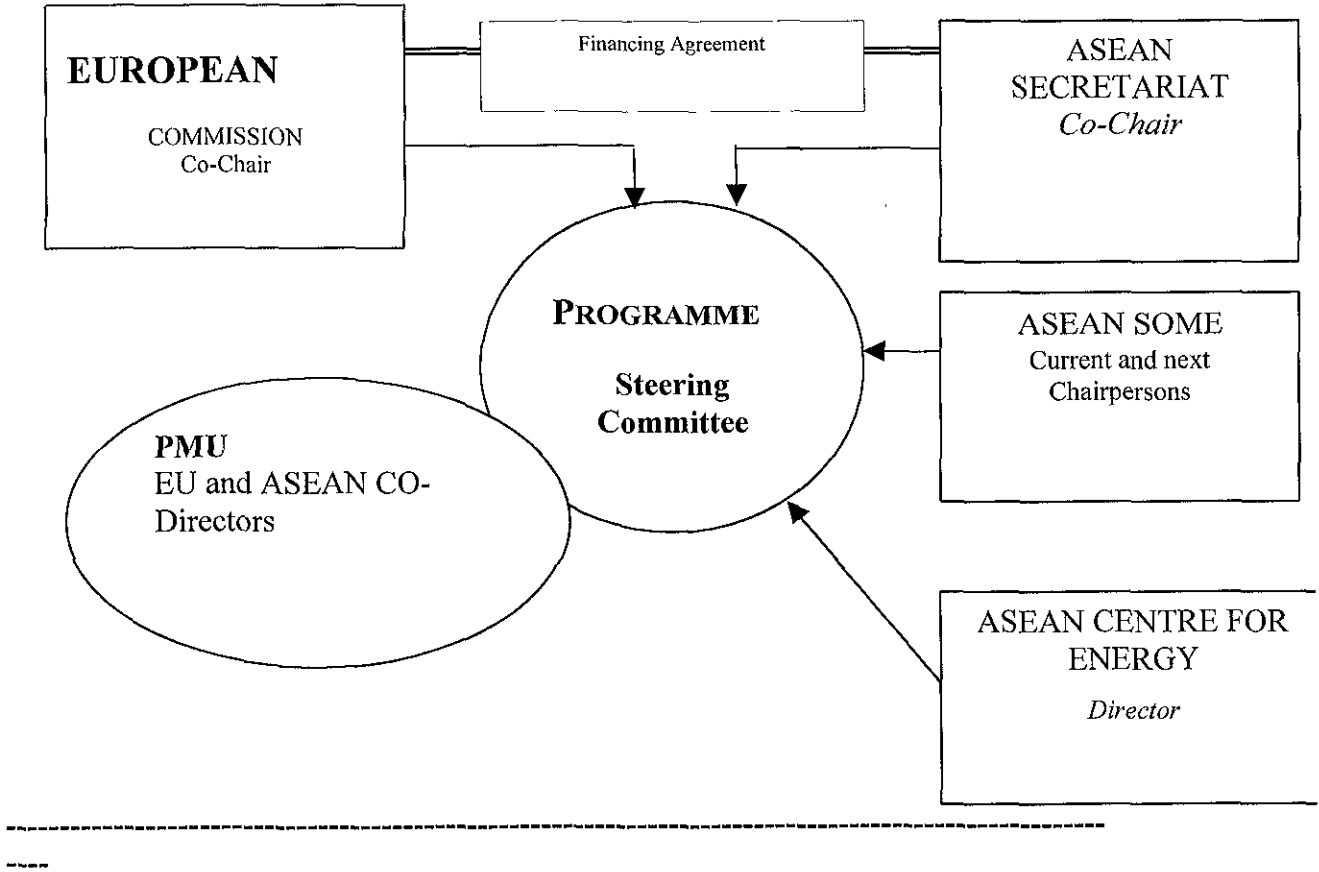 EUROPEAN
COMMISSION
Co-Chair
Financing Agreement
ASEAN
SECRETARIAT
Co-Chair
PROGRAMME
Steering
Committee
ASEAN SOME
Current and next
Chairpersons
PMU
EU and ASEAN CO-
Directors
ASEAN CENTRE FOR
ENERGY
Director